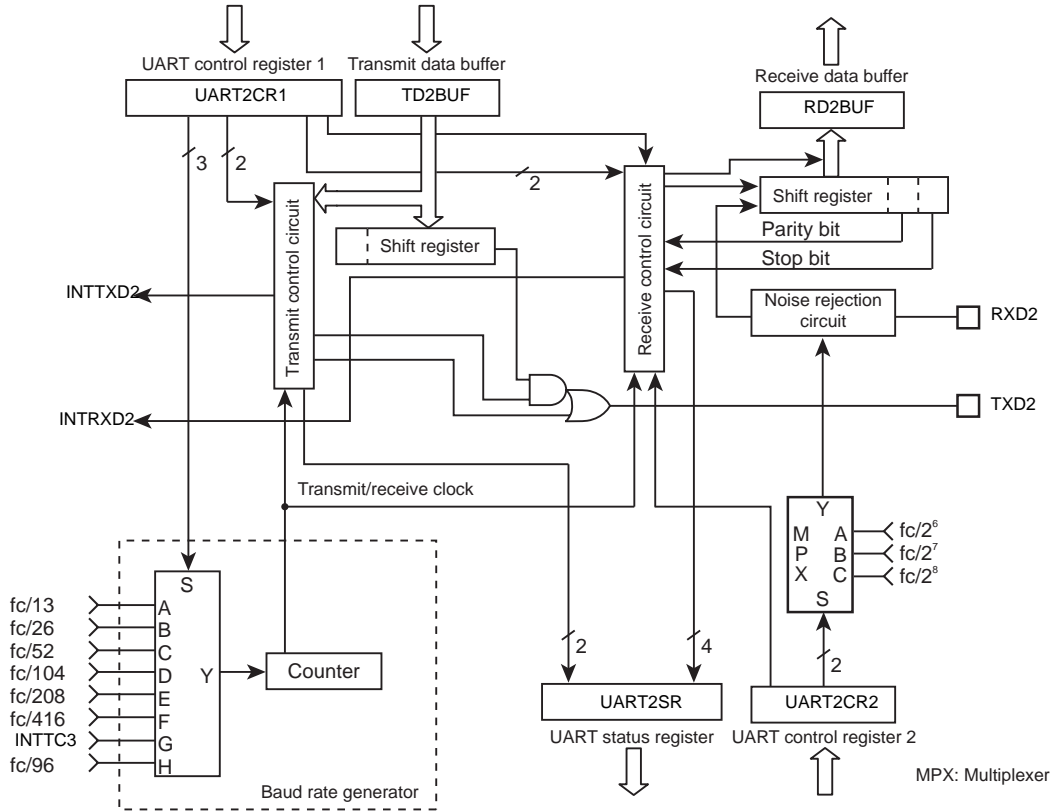 UART control register 1
Transmit data buffer
Receive data buffer
UART2CR1
TD2BUF
RD2BUF
3
2
2
Transmit control circuit
Receive control circuit
Shift register
Shift register
Parity bit
Stop bit
INTTXD2
Noise rejection
circuit
RXD2
INTRXD2
TXD2
Transmit/receive clock
Y
M
P
X
A
B
C
S
fc/2⁶
fc/2⁷
fc/2⁸
S
fc/13
A
fc/26
B
fc/52
C
fc/104
D
Y
Counter
fc/208
E
fc/416
F
INTTC3
G
fc/96
H
2
4
2
UART2SR
UART2CR2
UART status register
UART control register 2
Baud rate generator
MPX: Multiplexer